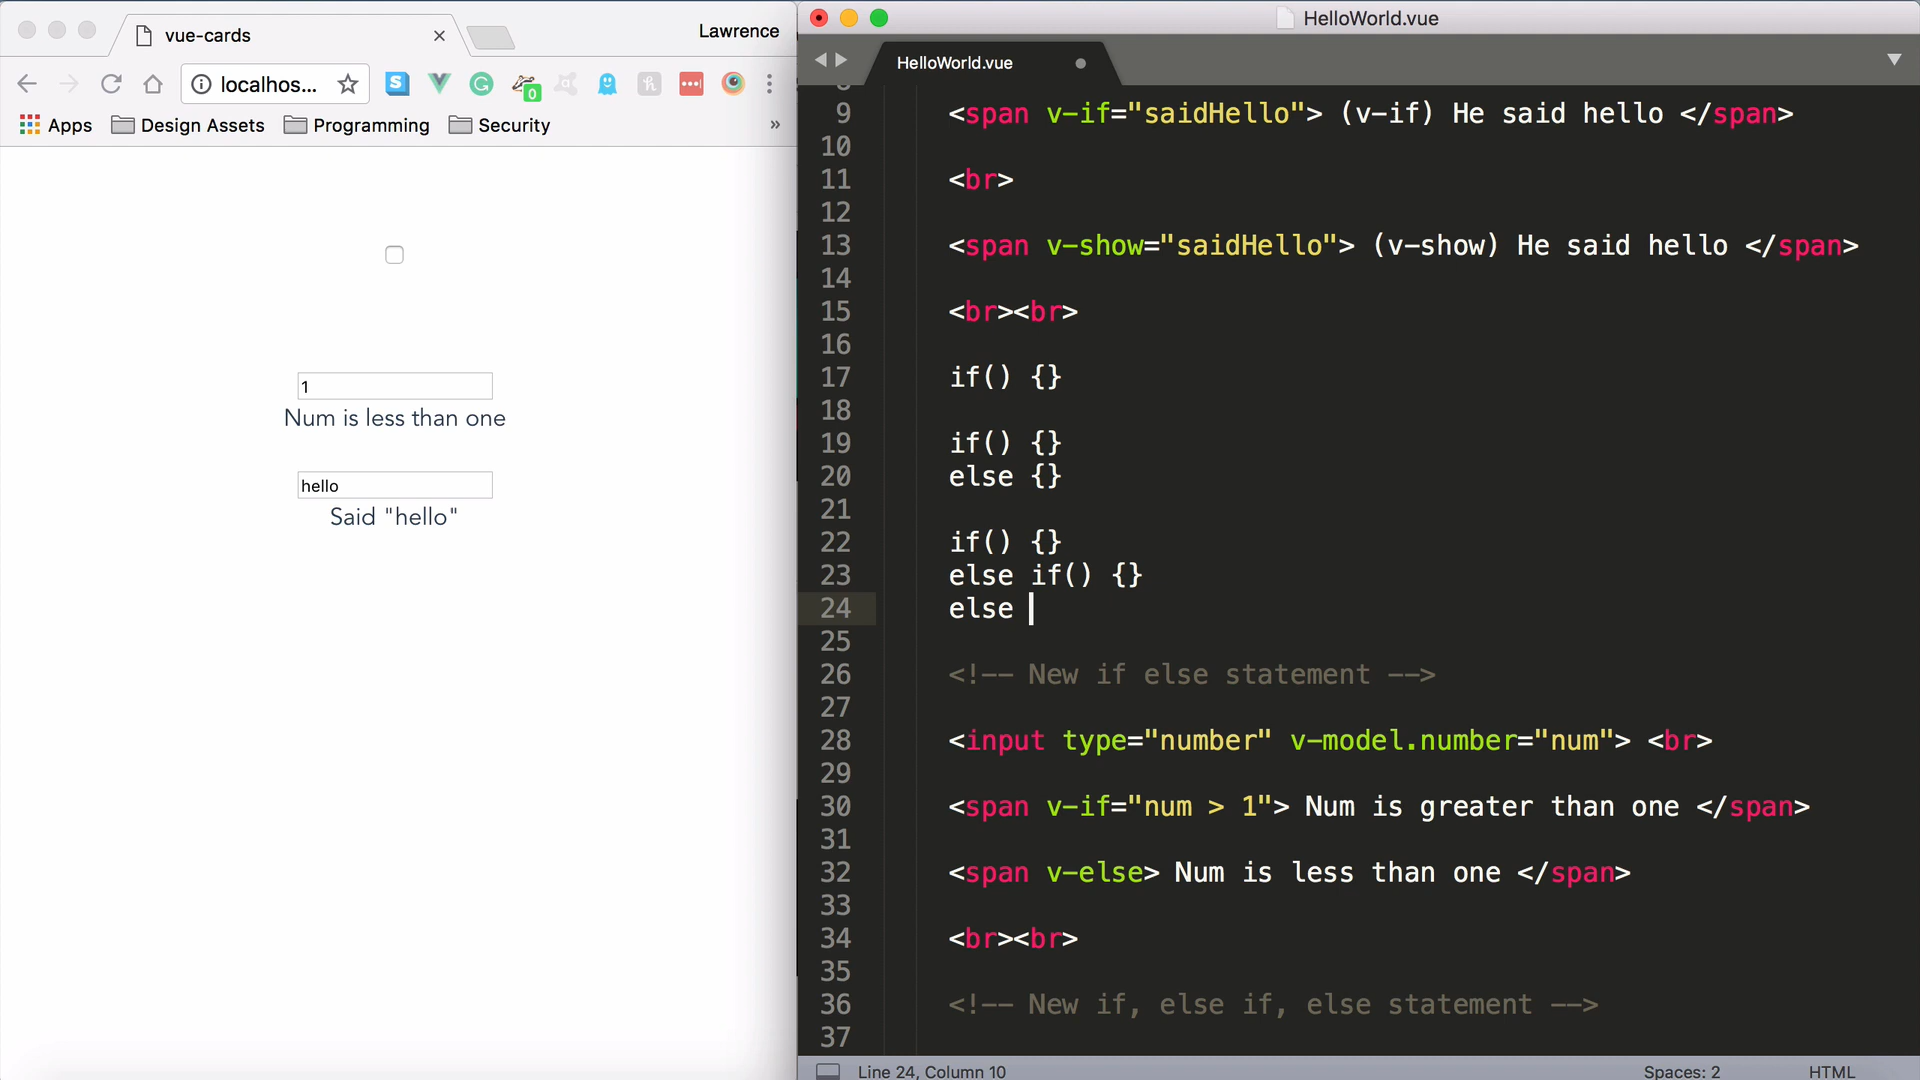 vue-cards
Lawrence
localhos...
0
Apps
Design Assets
Programming
Security
»
1
Num is less than one
hello
Said "hello"
HelloWorld.vue
HelloWorld.vue
9 <span v-if="saidHello"> (v-if) He said hello </span>
10
11 <br>
12
13 <span v-show="saidHello"> (v-show) He said hello </span>
14
15 <br><br>
16
17 if() {}
18
19 if() {}
20 else {}
21
22 if() {}
23 else if() {}
24 else
25
26 <!-- New if else statement -->
27
28 <input type="number" v-model.number="num"> <br>
29
30 <span v-if="num > 1"> Num is greater than one </span>
31
32 <span v-else> Num is less than one </span>
33
34 <br><br>
35
36 <!-- New if, else if, else statement -->
37
Line 24, Column 10
Spaces: 2
HTML